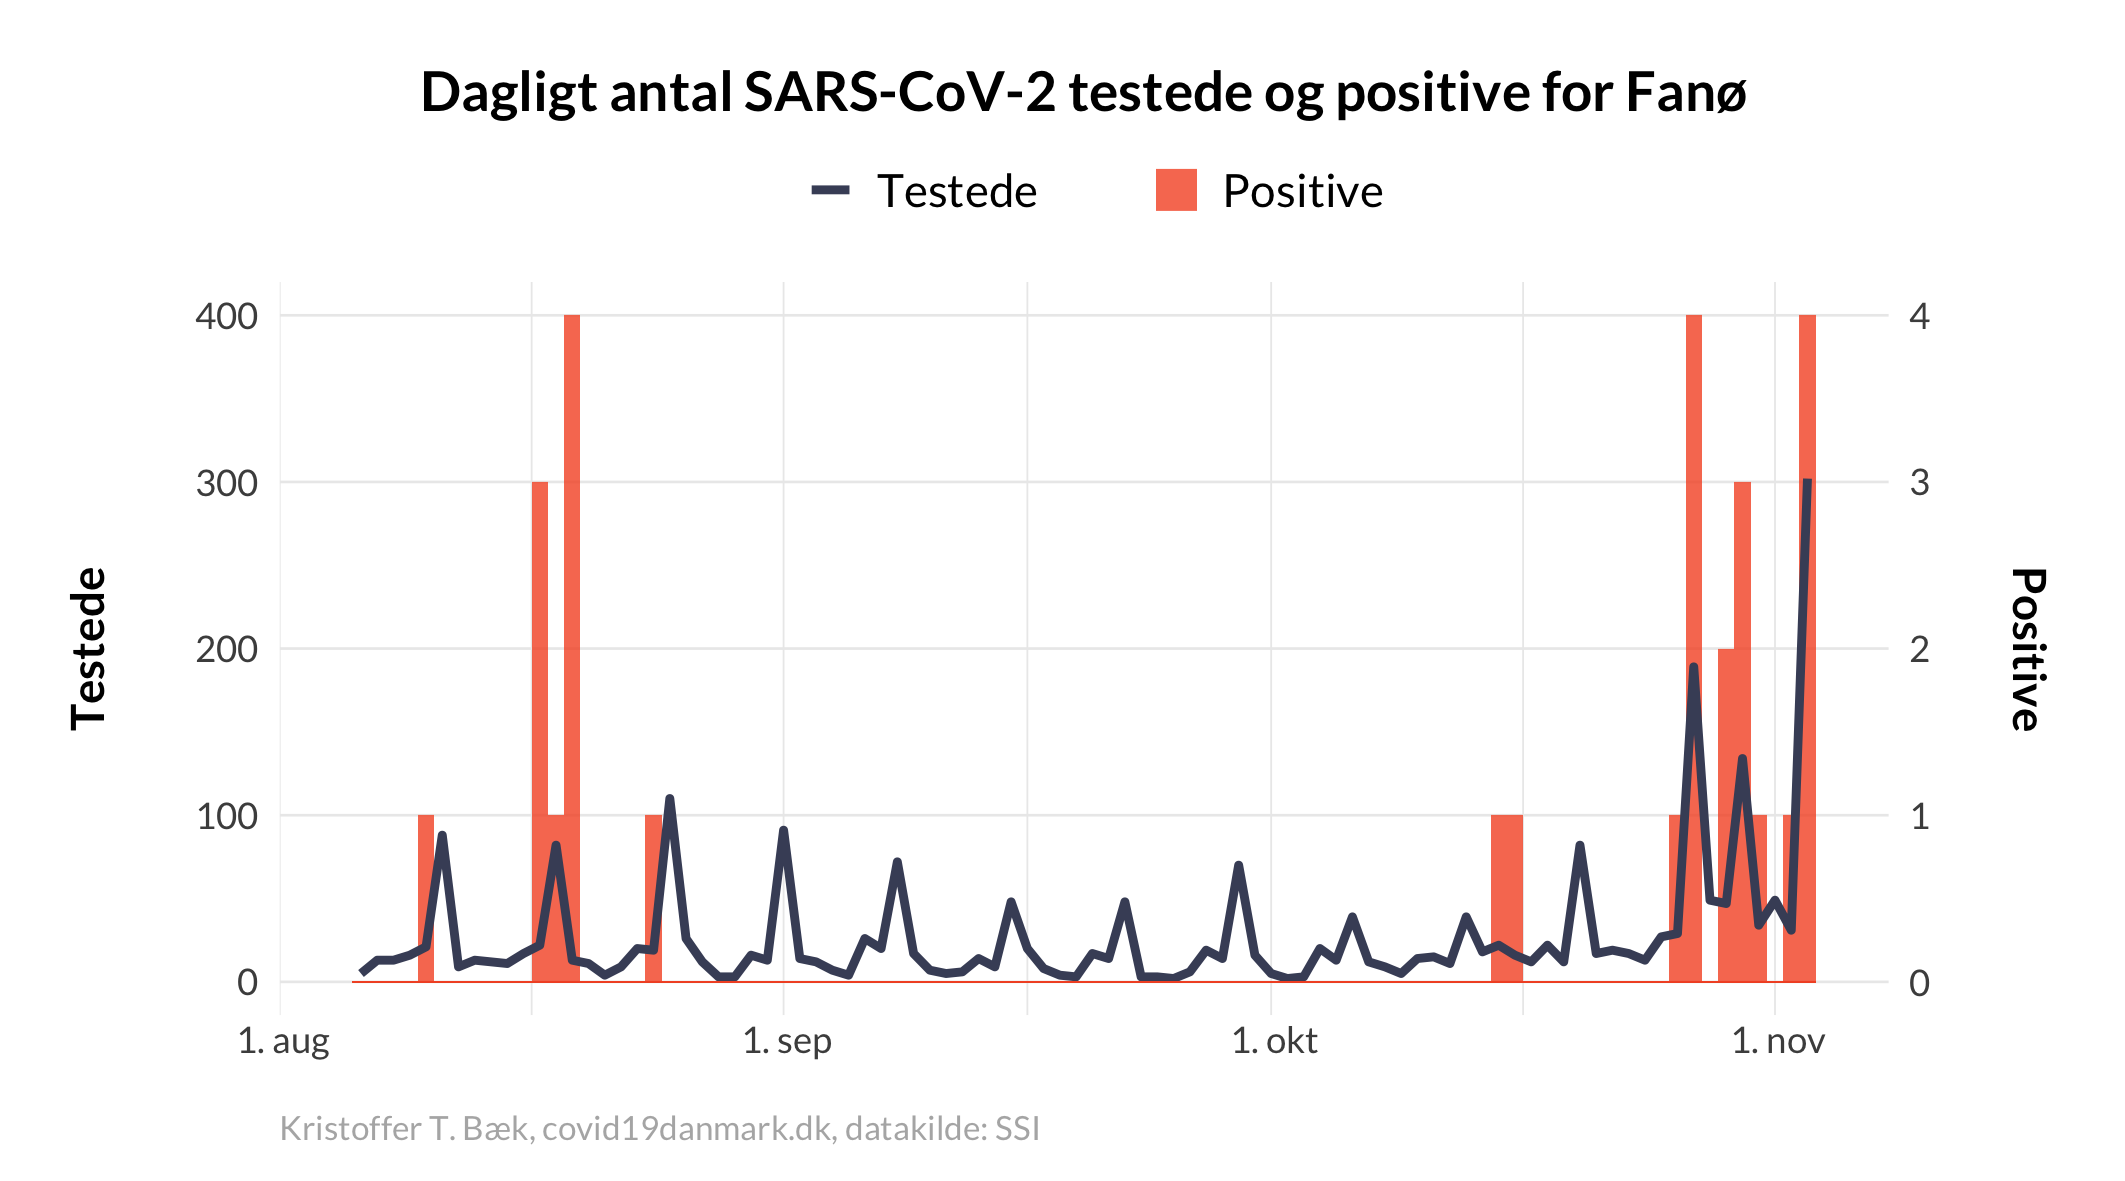 Dagligt antal SARS-CoV-2 testede og positive for Fanø
Testede
Positive
400
300
200
100
0
4
3
2
1
0
Testede
Positive
1. aug
1. sep
1. okt
1. nov
Kristoffer T. Bæk, covid19danmark.dk, datakilde: SSI